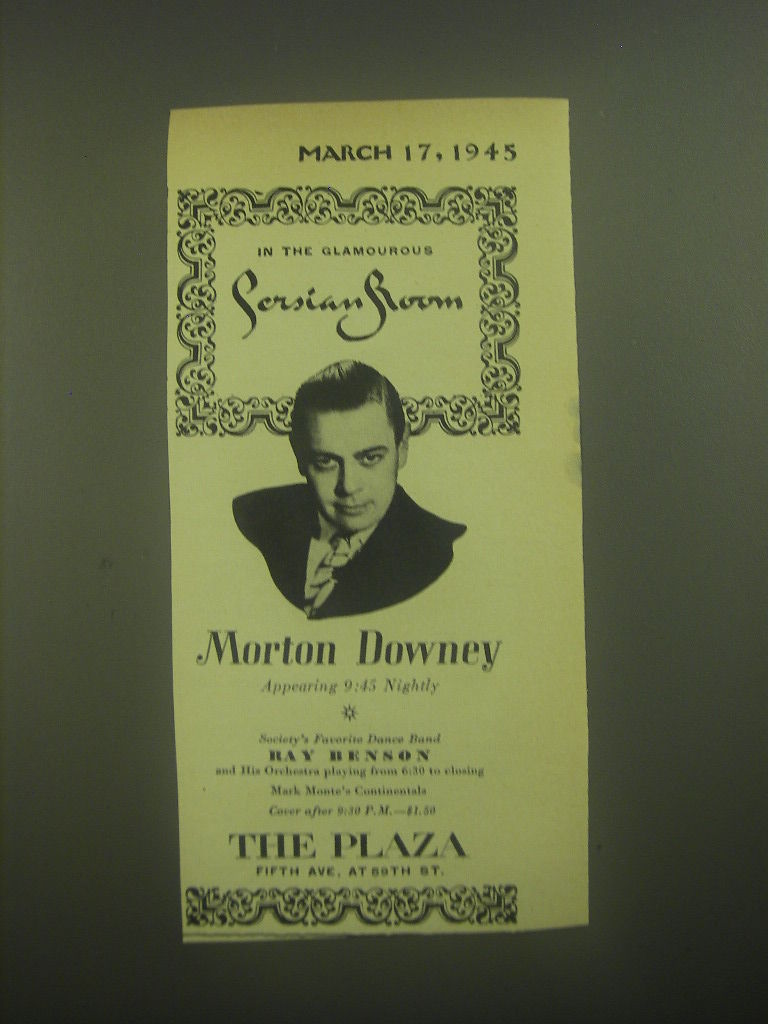 MARCH 17, 1945
IN THE GLAMOUROUS
Persian Room
Morton Downey
Appearing 9:45 Nightly
Society's Favorite Dance Band
RAY BENSON
and His Orchestra playing from 6:30 to closing
Mark Monte's Continentals
Cover after 9:30 P.M.—$1.50
THE PLAZA
FIFTH AVE. AT 59TH ST.